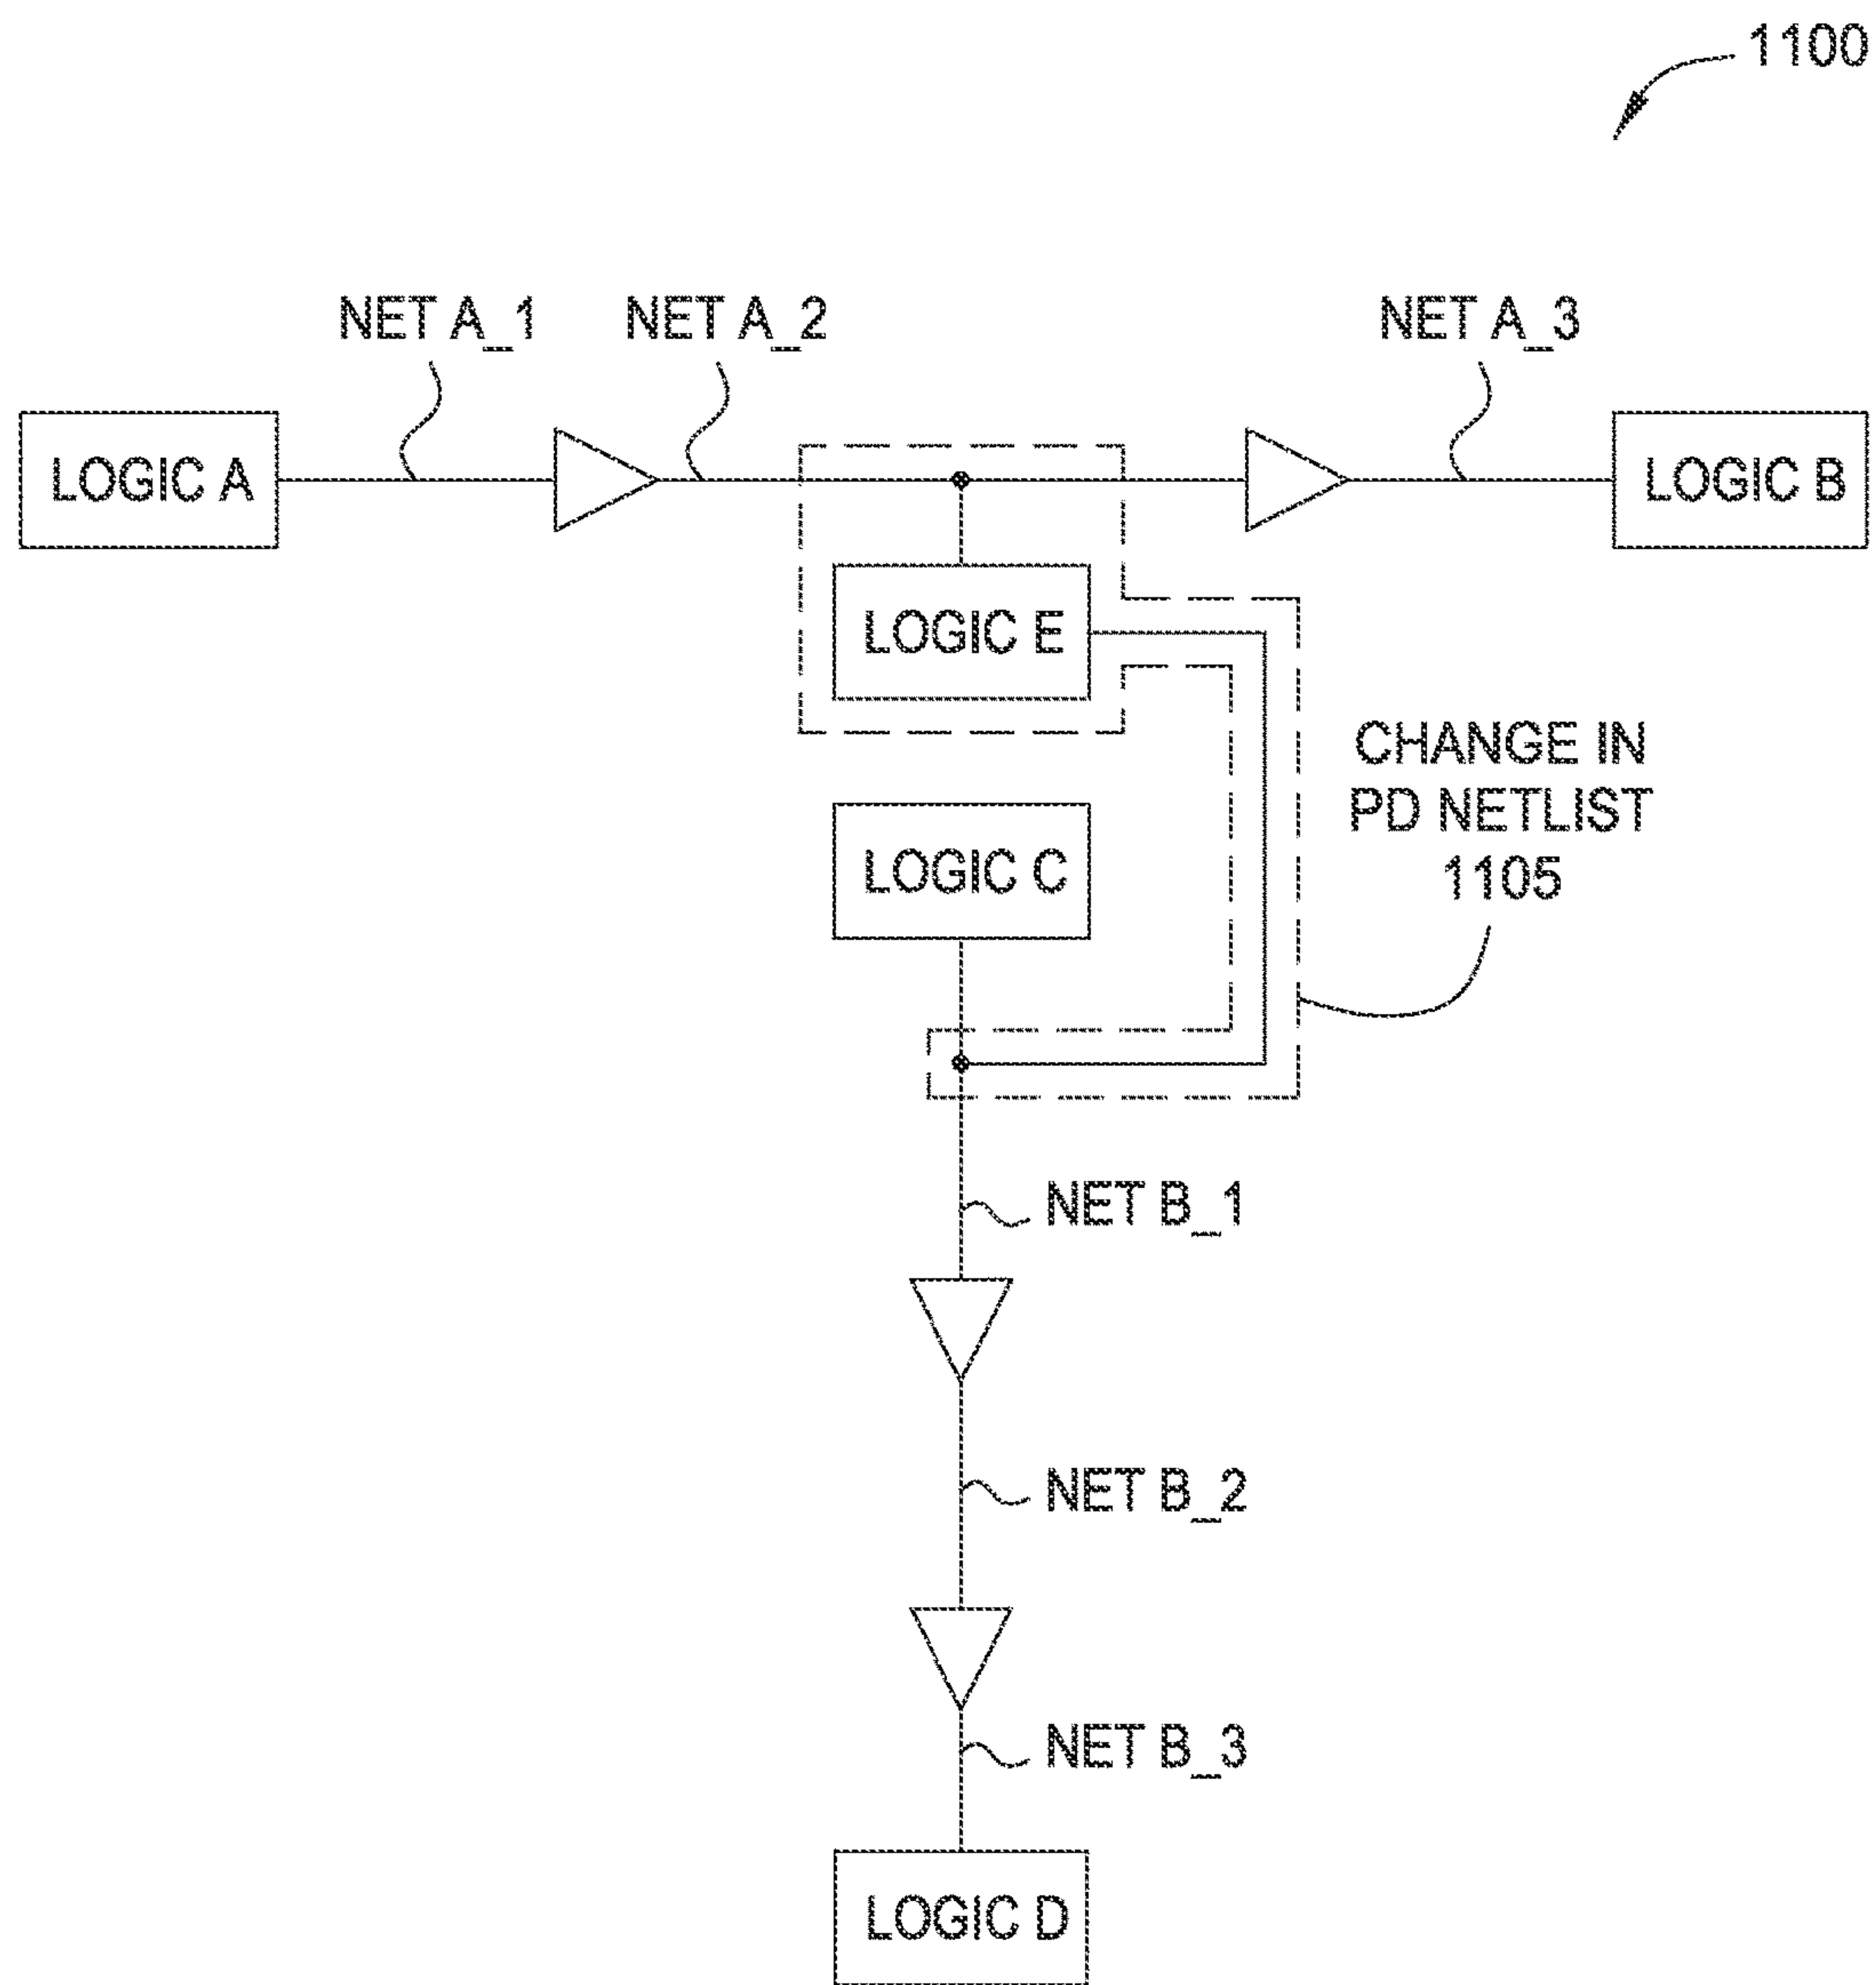 1100
NET A_1
NET A_2
NET A_3
LOGIC A
LOGIC B
LOGIC E
CHANGE IN
PD NETLIST
1105
LOGIC C
NET B_1
NET B_2
NET B_3
LOGIC D